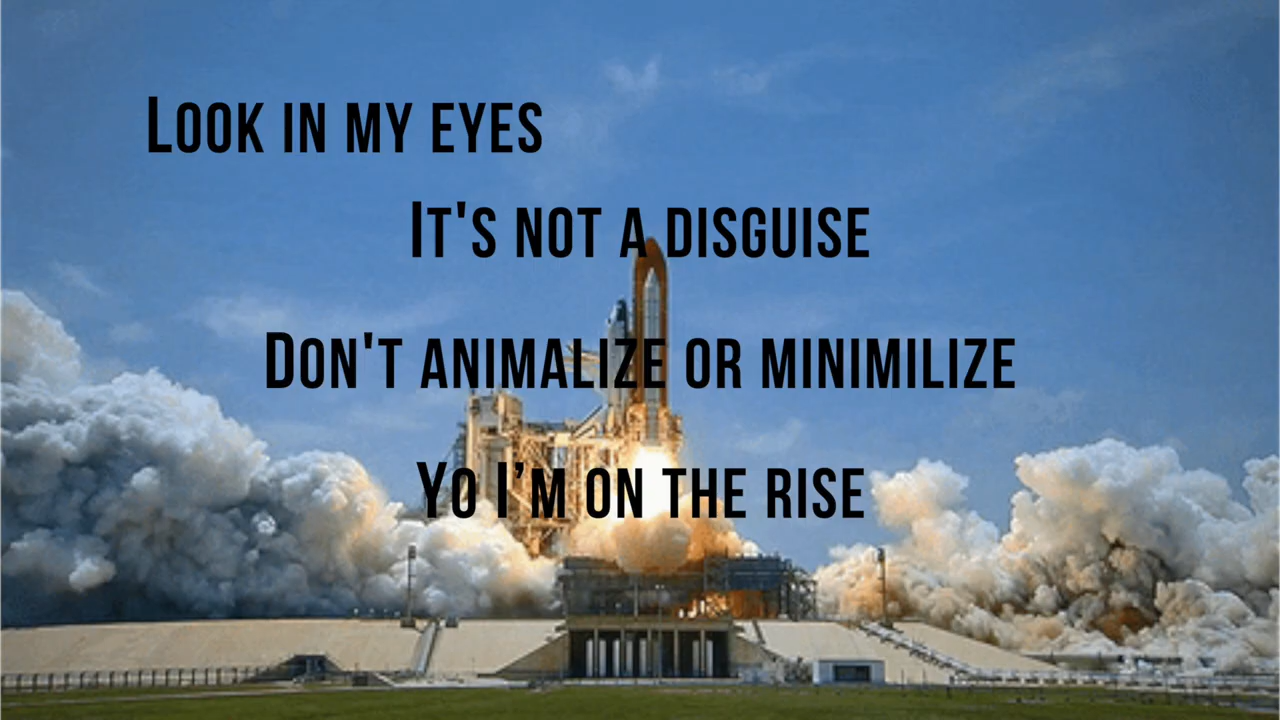 Look in my eyes
It's not a disguise
Don't animalize or minimilize
Yo I’m on the rise